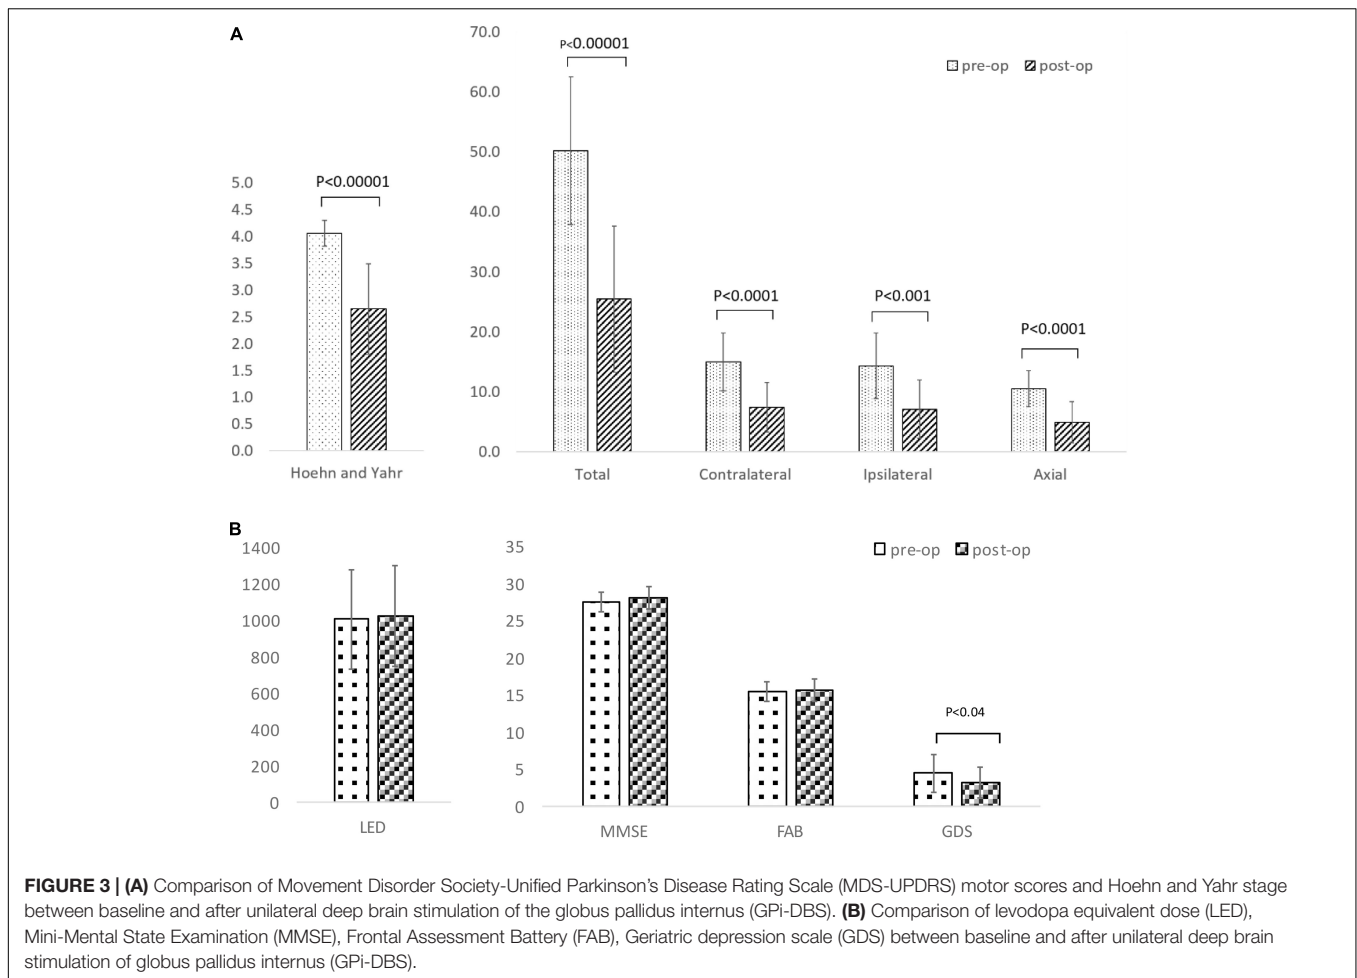 A
P<0.00001
5.0
4.5
4.0
3.5
3.0
2.5
2.0
1.5
1.0
0.5
0.0
Hoehn and Yahr
70.0
60.0
50.0
40.0
30.0
20.0
10.0
0.0
P<0.00001
pre-op post-op
P<0.0001
P<0.001
P<0.0001
Total Contralateral Ipsilateral Axial
B
1400
1200
1000
800
600
400
200
0
LED
35
30
25
20
15
10
5
0
pre-op post-op
P<0.04
MMSE FAB GDS
FIGURE 3 | (A) Comparison of Movement Disorder Society-Unified Parkinson's Disease Rating Scale (MDS-UPDRS) motor scores and Hoehn and Yahr stage
between baseline and after unilateral deep brain stimulation of the globus pallidus internus (GPi-DBS). (B) Comparison of levodopa equivalent dose (LED),
Mini-Mental State Examination (MMSE), Frontal Assessment Battery (FAB), Geriatric depression scale (GDS) between baseline and after unilateral deep brain
stimulation of globus pallidus internus (GPi-DBS).